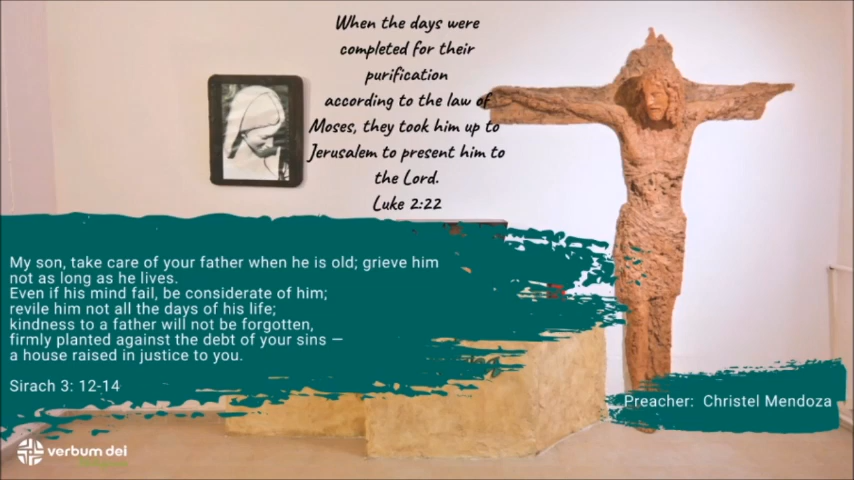 When the days were
completed for their
purification
according to the law of
Moses, they took him up to
Jerusalem to present him to
the Lord.
Luke 2:22
My son, take care of your father when he is old; grieve him
not as long as he lives.
Even if his mind fail, be considerate of him;
revile him not all the days of his life;
kindness to a father will not be forgotten,
firmly planted against the debt of your sins —
a house raised in justice to you.
Sirach 3: 12-14
Preacher: Christel Mendoza
verbum dei